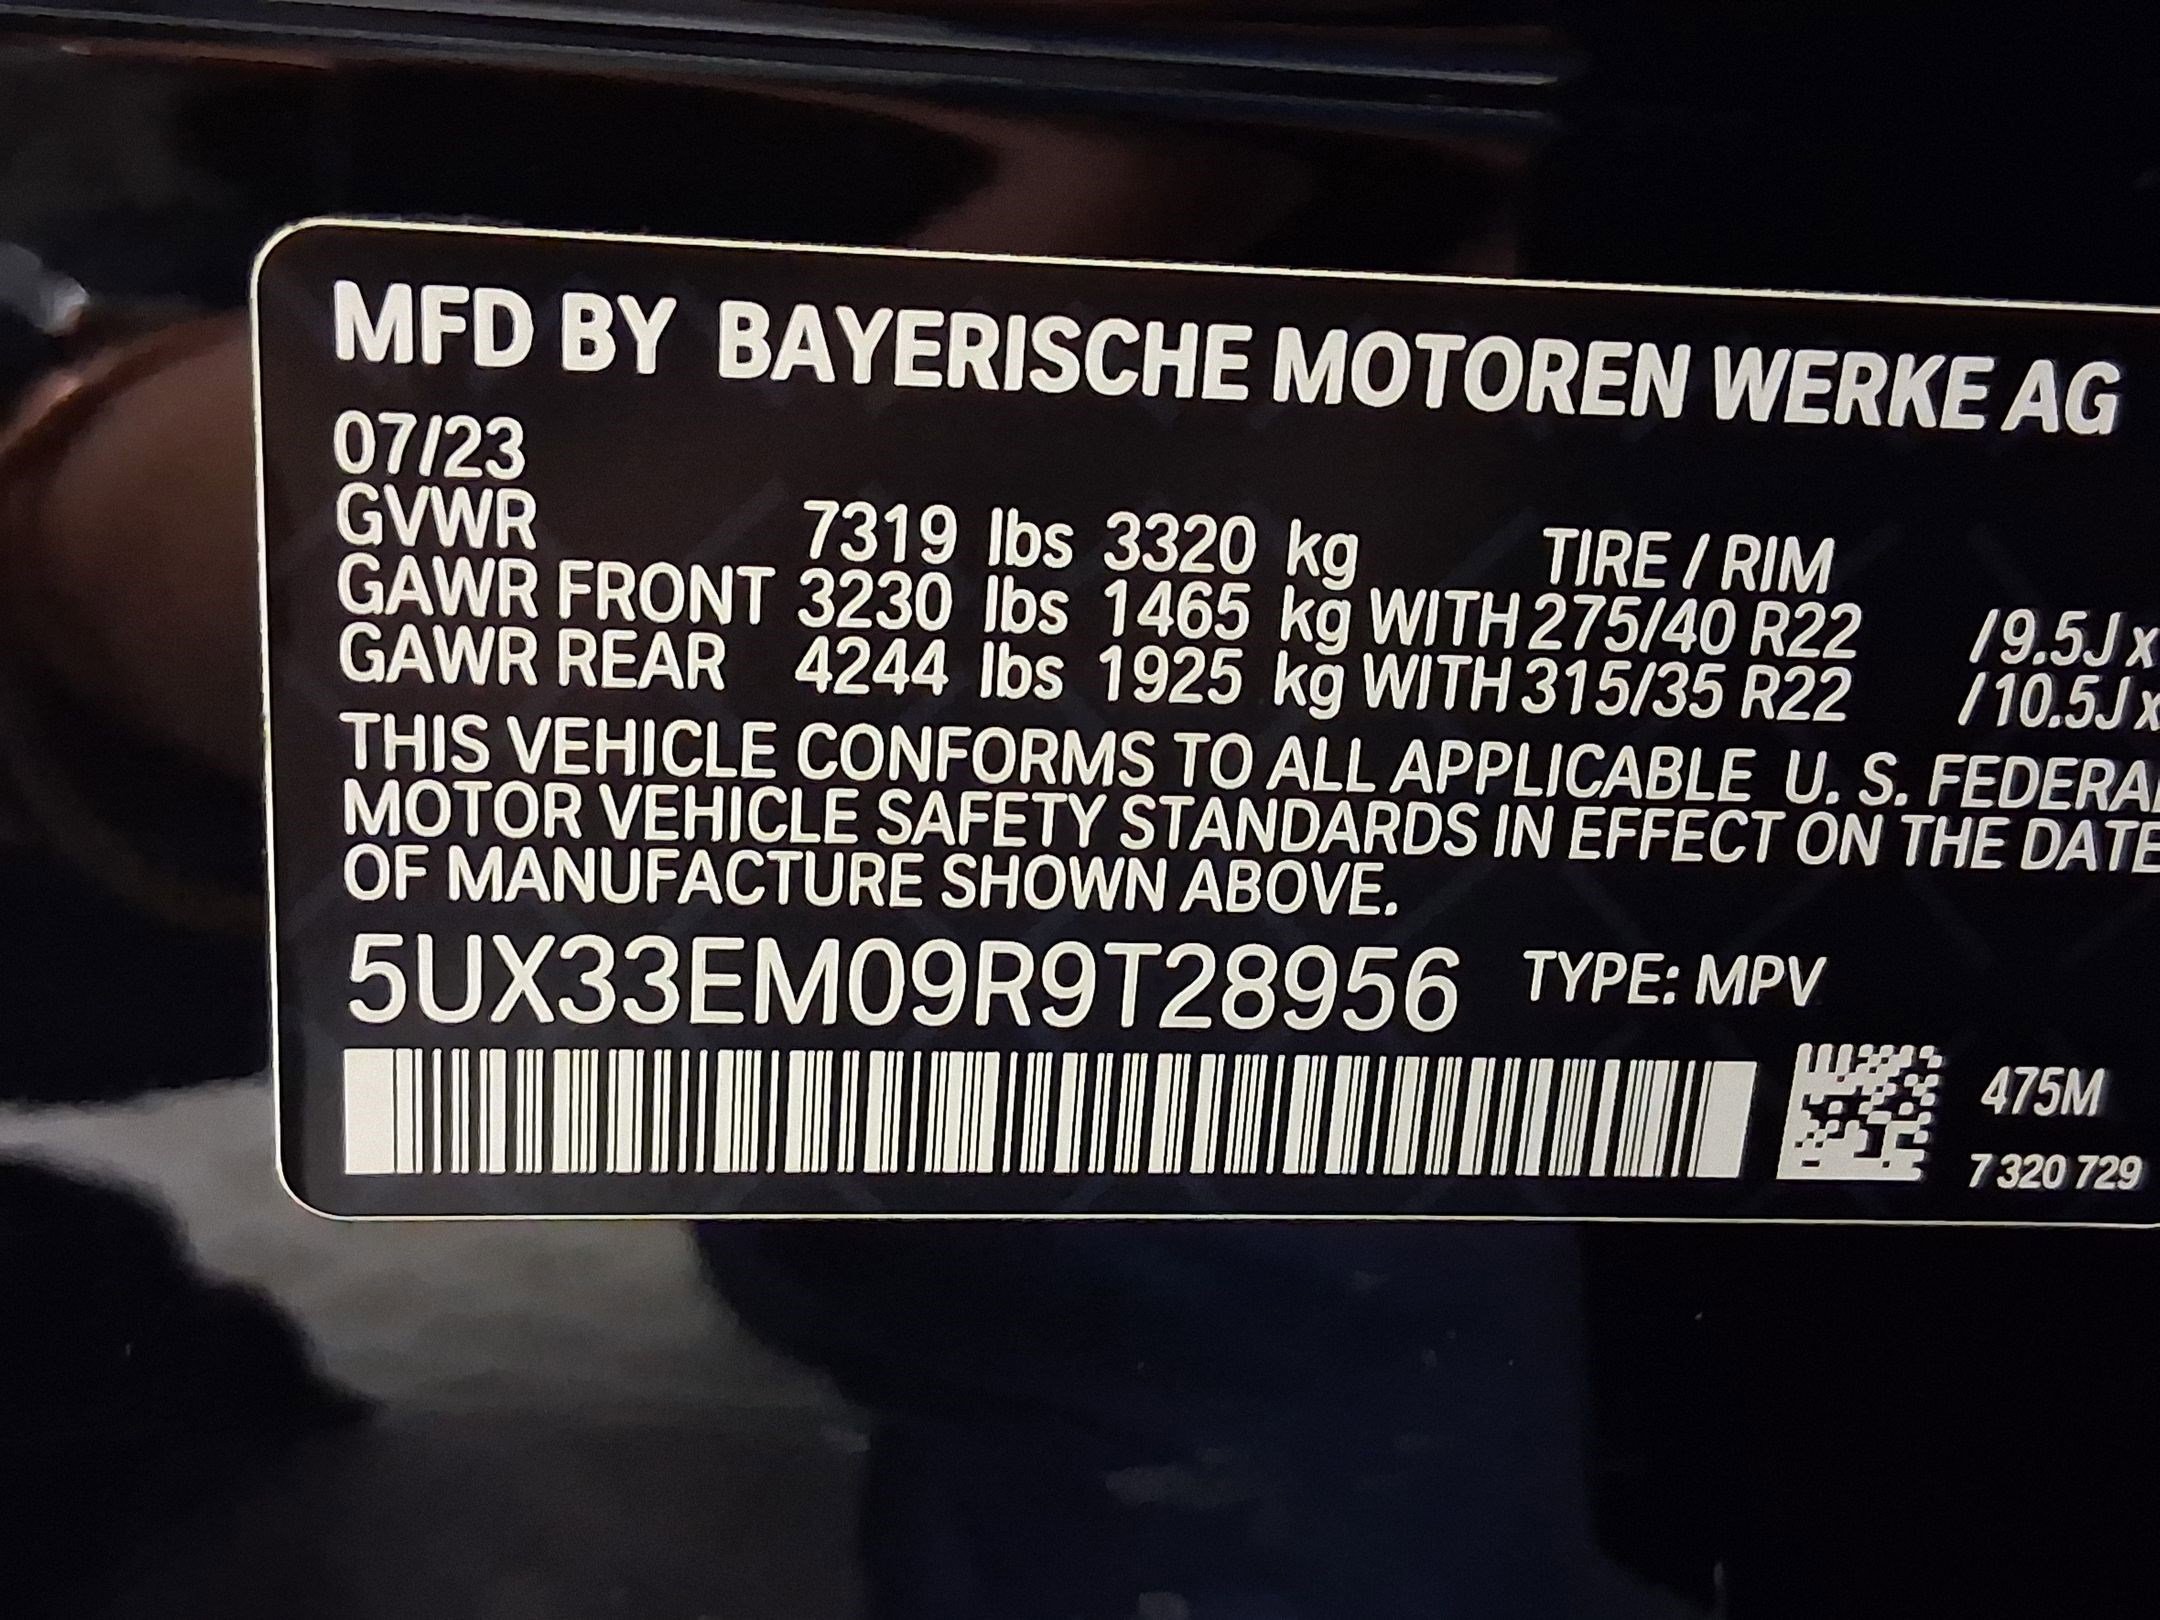 MFD BY BAYERISCHE MOTOREN WERKE AG
07/23
GVWR 7319 lbs 3320 kg TIRE / RIM
GAWR FRONT 3230 lbs 1465 kg WITH 275/40 R22 /9.5J x
GAWR REAR 4244 lbs 1925 kg WITH 315/35 R22 /10.5J x
THIS VEHICLE CONFORMS TO ALL APPLICABLE U. S. FEDERAL
MOTOR VEHICLE SAFETY STANDARDS IN EFFECT ON THE DATE
OF MANUFACTURE SHOWN ABOVE.
5UX33EM09R9T28956 TYPE: MPV
475M
7 320 729